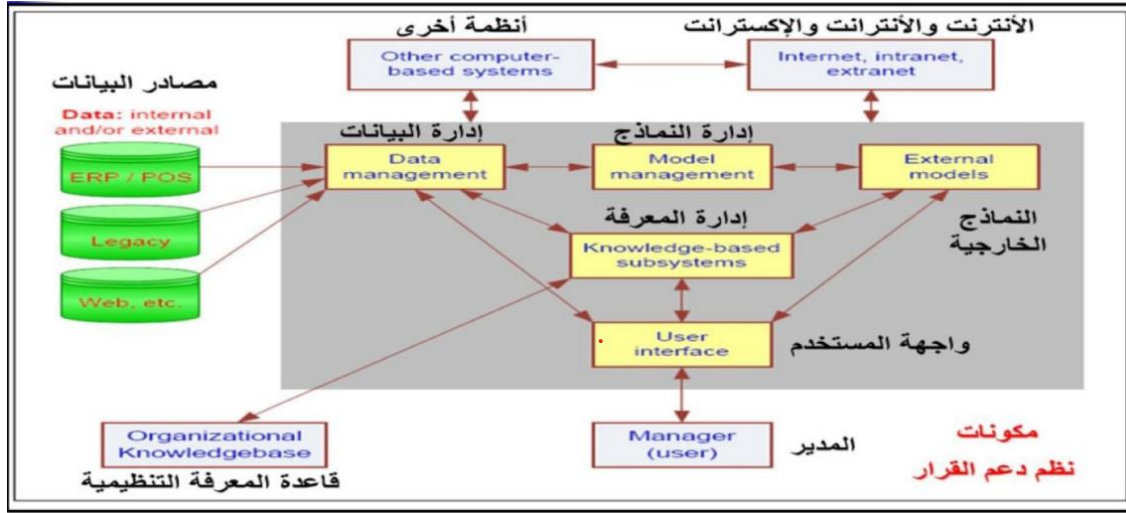 أنظمة أخرى
الأنترنت والأنترانت والإكسترانت
Other computer-
based systems
Internet, intranet,
extranet
مصادر البيانات
Data: internal
and/or external
ERP / POS
Legacy
Web, etc.
إدارة البيانات
Data
management
إدارة النماذج
Model
management
External
models
النماذج
الخارجية
إدارة المعرفة
Knowledge-based
subsystems
User
interface
واجهة المستخدم
Organizational
Knowledgebase
قاعدة المعرفة التنظيمية
Manager
(user)
المدير
مكونات
نظم دعم القرار